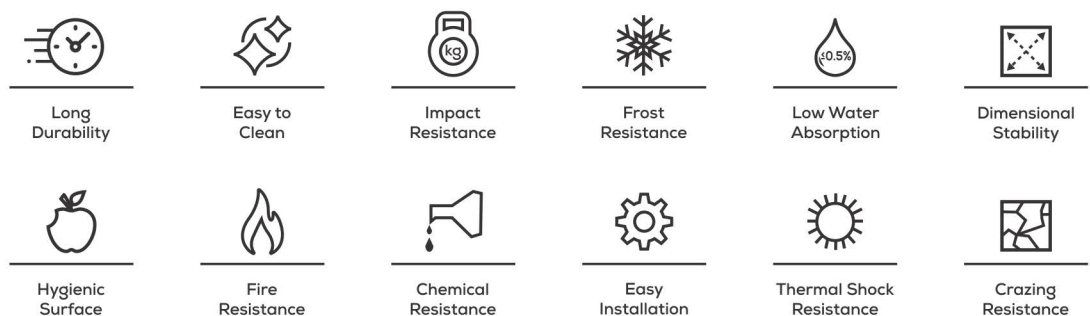 kg
≤0.5%
Long
Durability
Easy to
Clean
Impact
Resistance
Frost
Resistance
Low Water
Absorption
Dimensional
Stability
Hygienic
Surface
Fire
Resistance
Chemical
Resistance
Easy
Installation
Thermal Shock
Resistance
Crazing
Resistance